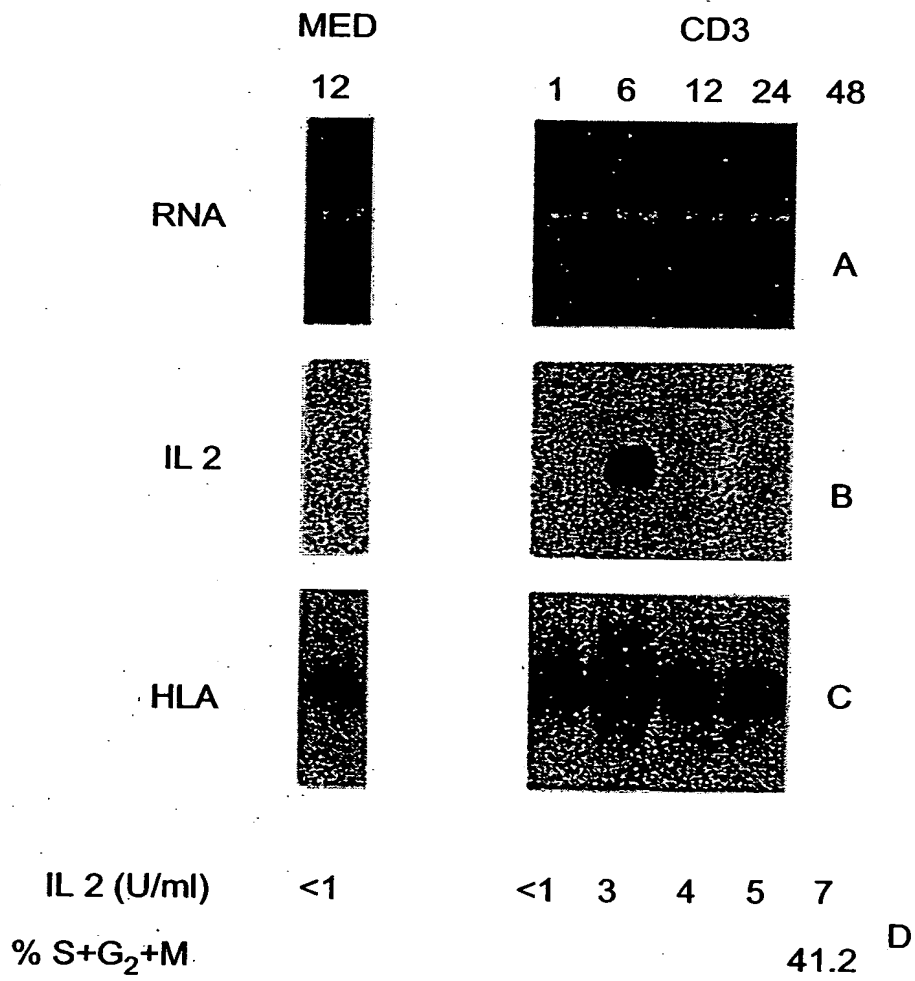 MED CD3
12 1 6 12 24 48
RNA
A
IL 2
B
HLA
C
IL 2 (U/ml) <1 <1 3 4 5 7
D
% S+G₂+M 41.2